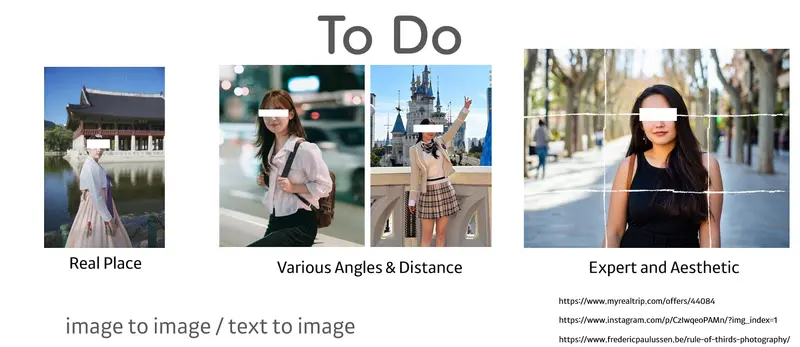 To Do
Real Place
Various Angles & Distance
Expert and Aesthetic
image to image / text to image
https://www.myrealtrip.com/offers/44084
https://www.instagram.com/p/CzIwqeoPAMn/?img_index=1
https://www.fredericpaulussen.be/rule-of-thirds-photography/